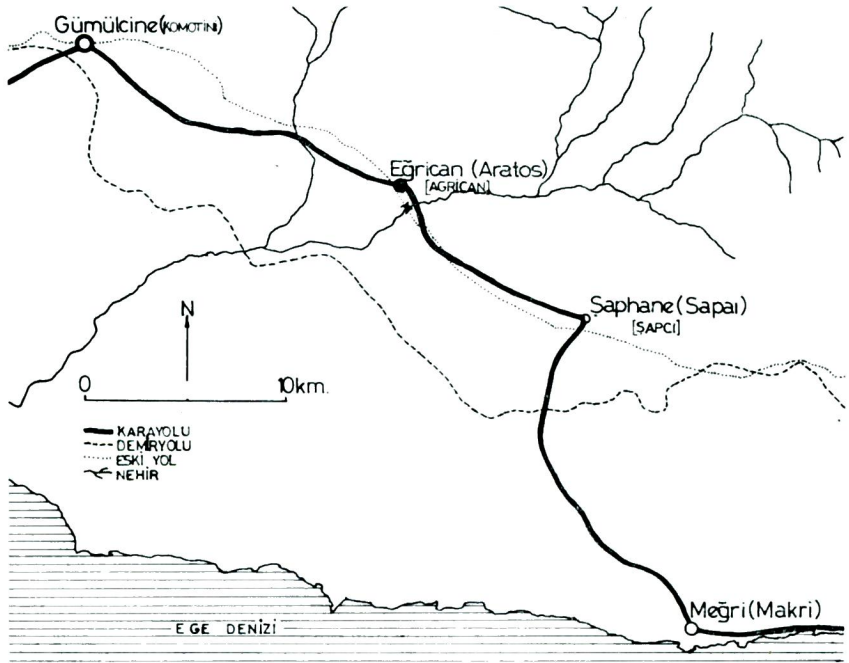 Gümülcine (KOMOTINI)
Eğrican (Aratos)
[AGRICAN]
Şaphane (Sapaı)
[ŞAPCI]
N
0 10km.
KARAYOLU
DEMİRYOLU
ESKİ YOL
NEHİR
Meğri (Makri)
EGE DENİZİ